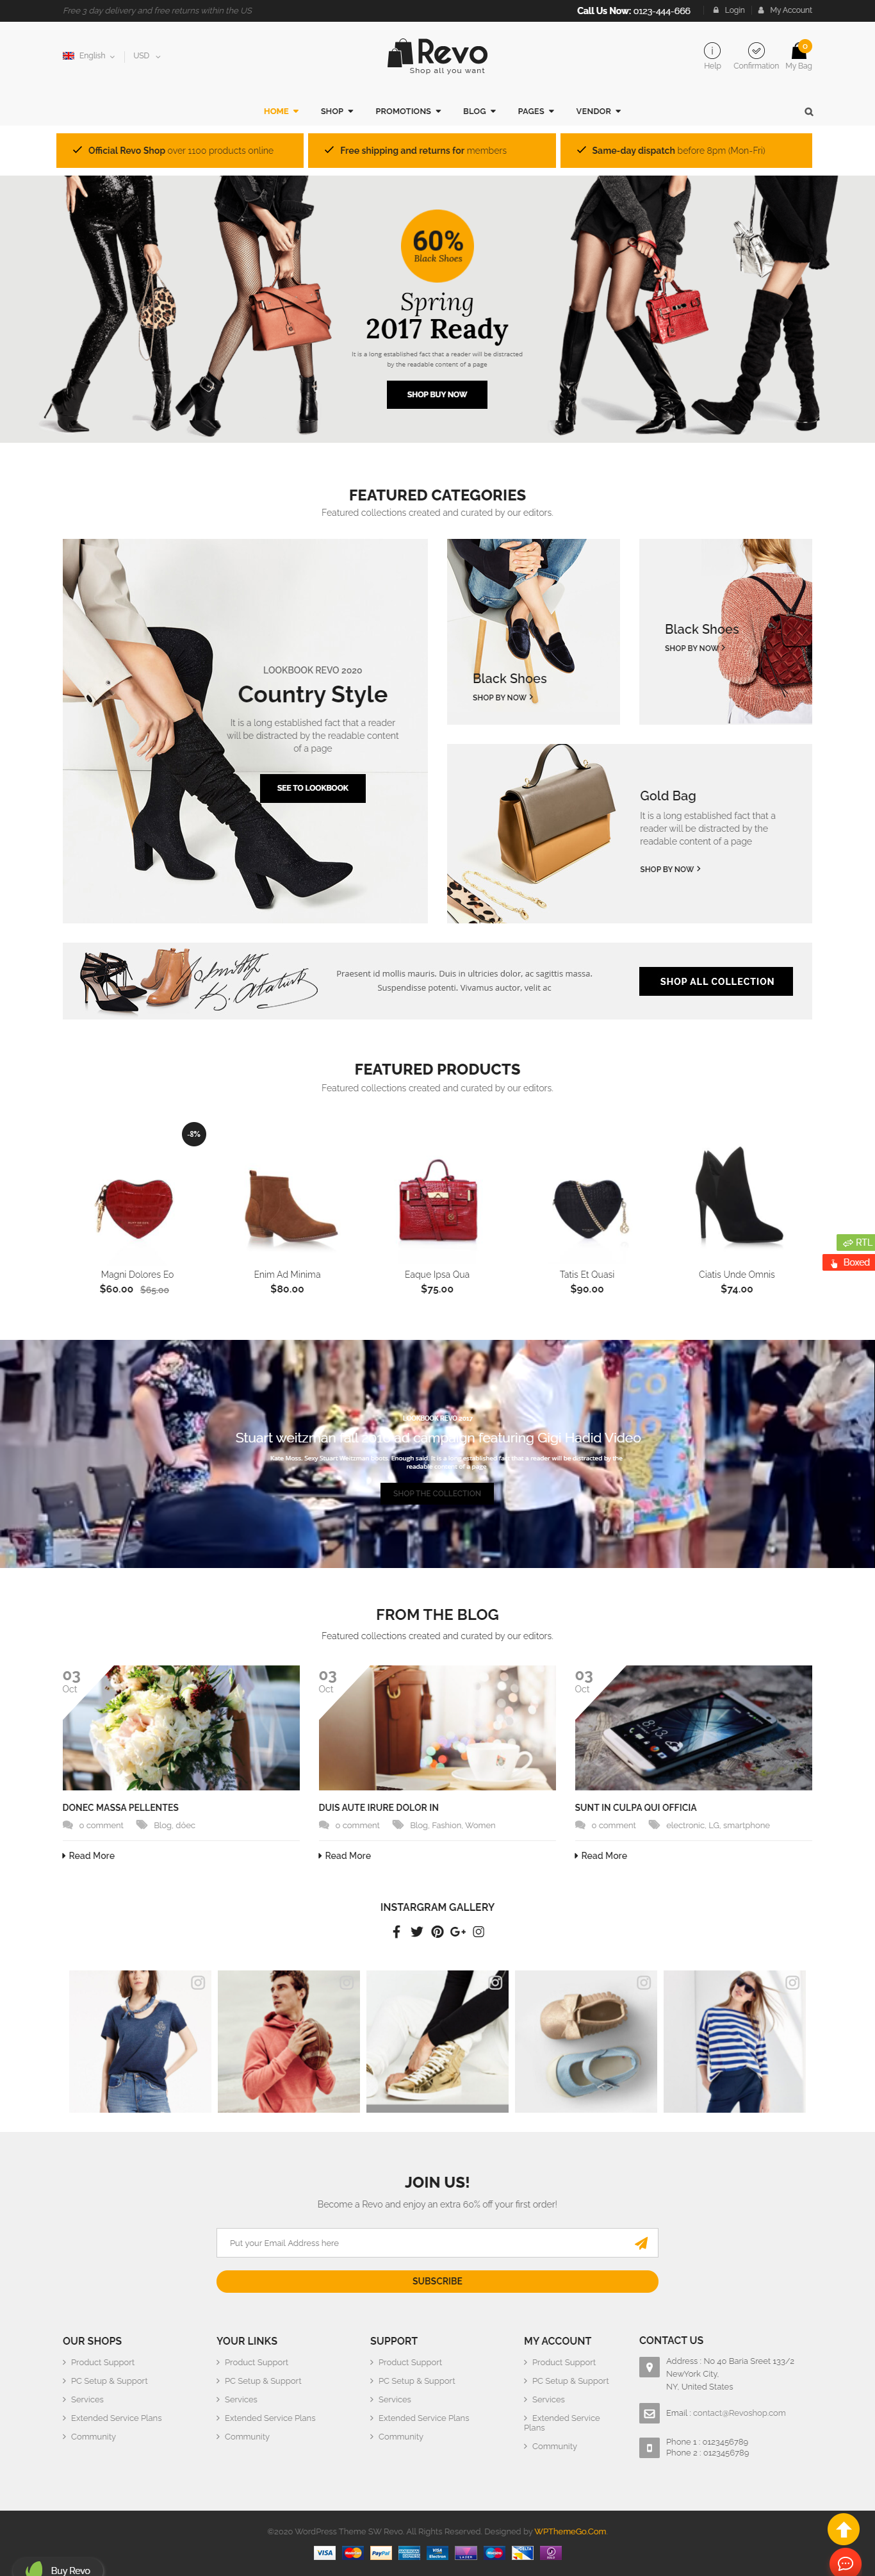 Free 3 day delivery and free returns within the US
Call Us Now: 0123-444-666
Login
My Account
English
USD
Revo
Shop all you want
Help
Confirmation
My Bag
0
HOME
SHOP
PROMOTIONS
BLOG
PAGES
VENDOR
Official Revo Shop over 1100 products online
Free shipping and returns for members
Same-day dispatch before 8pm (Mon-Fri)
60%
Black Shoes
Spring
2017 Ready
It is a long established fact that a reader will be distracted
by the readable content of a page
SHOP BUY NOW
FEATURED CATEGORIES
Featured collections created and curated by our editors.
LOOKBOOK REVO 2020
Country Style
It is a long established fact that a reader
will be distracted by the readable content
of a page
SEE TO LOOKBOOK
Black Shoes
SHOP BY NOW
Black Shoes
SHOP BY NOW
Gold Bag
It is a long established fact that a
reader will be distracted by the
readable content of a page
SHOP BY NOW
Praesent id mollis mauris. Duis in ultricies dolor, ac sagittis massa.
Suspendisse potenti. Vivamus auctor, velit ac
SHOP ALL COLLECTION
FEATURED PRODUCTS
Featured collections created and curated by our editors.
-8%
Magni Dolores Eo
$60.00 $65.00
Enim Ad Minima
$80.00
Eaque Ipsa Qua
$75.00
Tatis Et Quasi
$90.00
Ciatis Unde Omnis
$74.00
RTL
Boxed
LOOKBOOK REVO 2017
Stuart weitzman fall 2016 ad campaign featuring Gigi Hadid Video
Kate Moss. Sexy Stuart Weitzman boots. Enough said. It is a long established fact that a reader will be distracted by the
readable content of a page
SHOP THE COLLECTION
FROM THE BLOG
Featured collections created and curated by our editors.
03
Oct
DONEC MASSA PELLENTES
0 comment
Blog, dóec
Read More
03
Oct
DUIS AUTE IRURE DOLOR IN
0 comment
Blog, Fashion, Women
Read More
03
Oct
SUNT IN CULPA QUI OFFICIA
0 comment
electronic, LG, smartphone
Read More
INSTARGRAM GALLERY
JOIN US!
Become a Revo and enjoy an extra 60% off your first order!
Put your Email Address here
SUBSCRIBE
OUR SHOPS
Product Support
PC Setup & Support
Services
Extended Service Plans
Community
YOUR LINKS
Product Support
PC Setup & Support
Services
Extended Service Plans
Community
SUPPORT
Product Support
PC Setup & Support
Services
Extended Service Plans
Community
MY ACCOUNT
Product Support
PC Setup & Support
Services
Extended Service
Plans
Community
CONTACT US
Address : No 40 Baria Sreet 133/2
NewYork City,
NY, United States
Email : contact@Revoshop.com
Phone 1 : 0123456789
Phone 2 : 0123456789
©2020 WordPress Theme SW Revo. All Rights Reserved. Designed by WPThemeGo.Com.
VISA
PayPal
Buy Revo